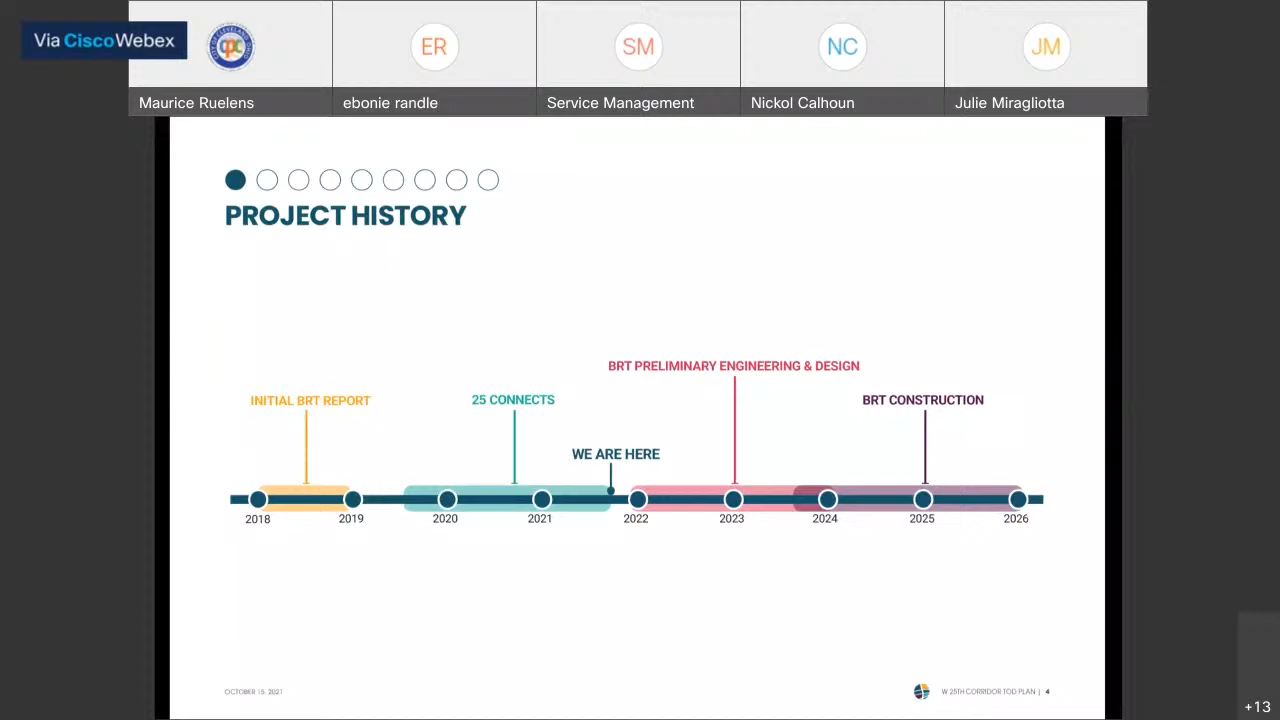 Via Cisco Webex
ER
SM
NC
JM
Maurice Ruelens
ebonie randle
Service Management
Nickol Calhoun
Julie Miragliotta
PROJECT HISTORY
BRT PRELIMINARY ENGINEERING & DESIGN
INITIAL BRT REPORT
25 CONNECTS
BRT CONSTRUCTION
WE ARE HERE
2018
2019
2020
2021
2022
2023
2024
2025
2026
OCTOBER 15, 2021
W 25TH CORRIDOR TOD PLAN | 4
+13